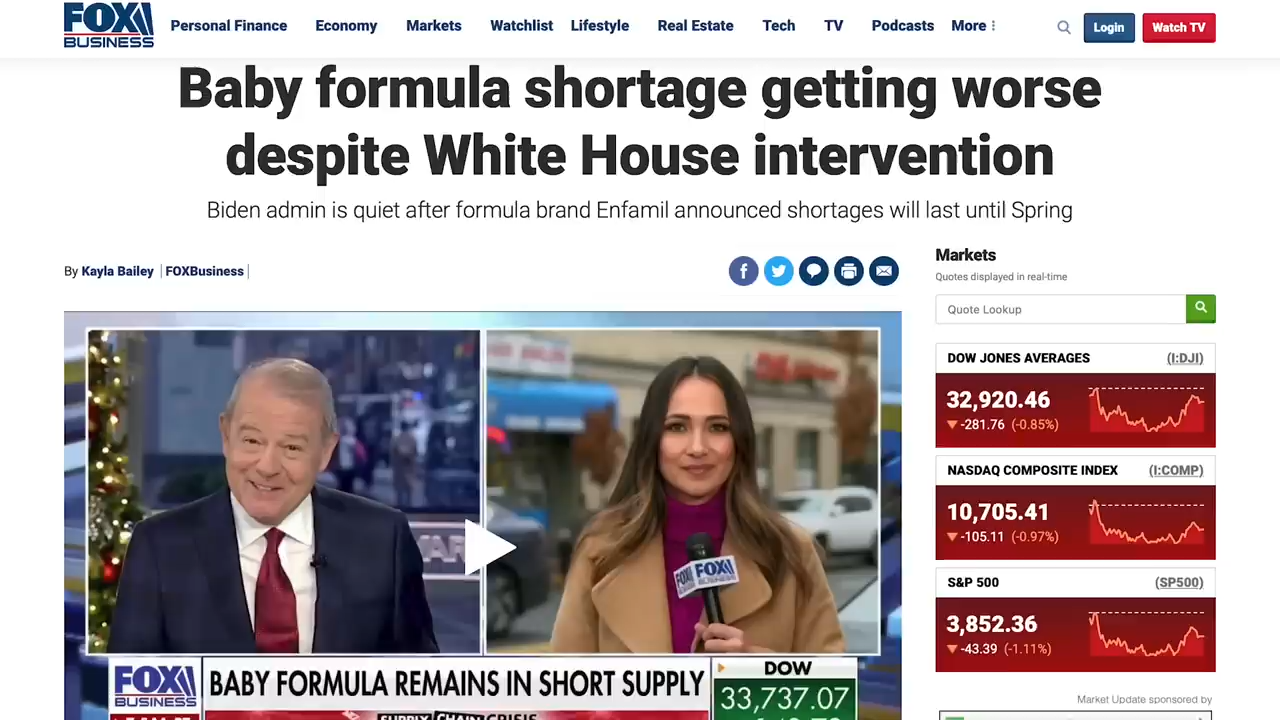 FOX
BUSINESS
Personal Finance
Economy
Markets
Watchlist
Lifestyle
Real Estate
Tech
TV
Podcasts
More
Login
Watch TV
Baby formula shortage getting worse
despite White House intervention
Biden admin is quiet after formula brand Enfamil announced shortages will last until Spring
By Kayla Bailey | FOXBusiness |
Markets
Quotes displayed in real-time
Quote Lookup
DOW JONES AVERAGES (I:DJI)
32,920.46
-281.76 (-0.85%)
NASDAQ COMPOSITE INDEX (I:COMP)
10,705.41
-105.11 (-0.97%)
S&P 500 (SP500)
3,852.36
-43.39 (-1.11%)
Market Update sponsored by
FOX
FOX
BUSINESS
FOX
BUSINESS
BABY FORMULA REMAINS IN SHORT SUPPLY
SUPPLY CHAIN CRISIS
DOW
33,737.07